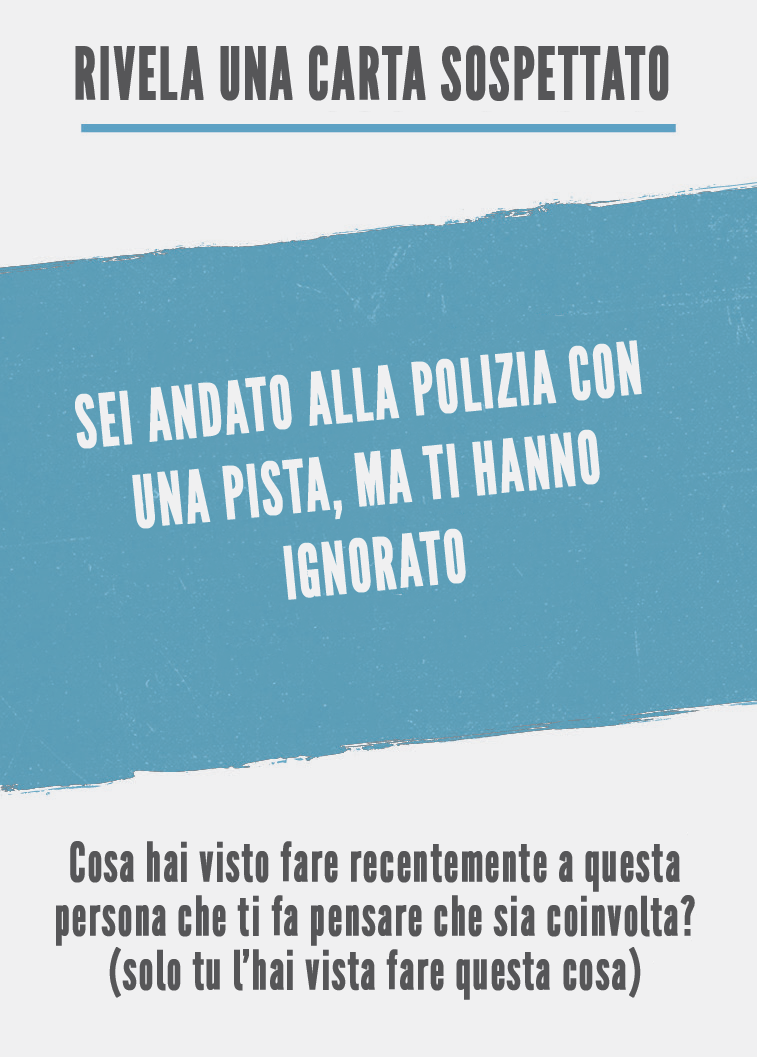 RIVELA UNA CARTA SOSPETTATO
SEI ANDATO ALLA POLIZIA CON
UNA PISTA, MA TI HANNO
IGNORATO
Cosa hai visto fare recentemente a questa
persona che ti fa pensare che sia coinvolta?
(solo tu l'hai vista fare questa cosa)